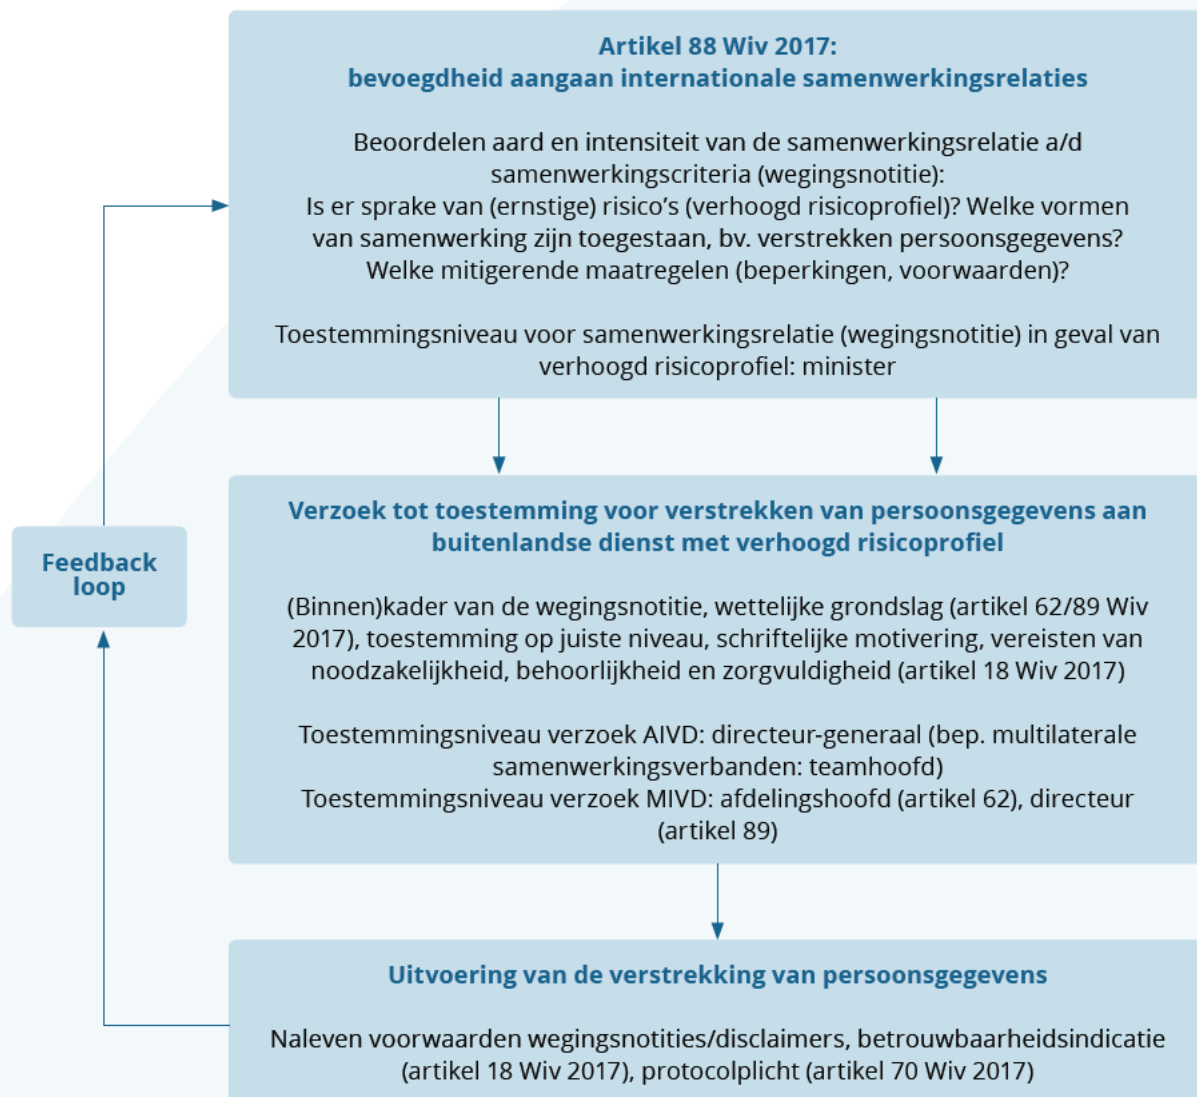 Artikel 88 Wiv 2017:
bevoegdheid aangaan internationale samenwerkingsrelaties
Beoordelen aard en intensiteit van de samenwerkingsrelatie a/d
samenwerkingscriteria (wegingsnotitie):
Is er sprake van (ernstige) risico's (verhoogd risicoprofiel)? Welke vormen
van samenwerking zijn toegestaan, bv. verstrekken persoonsgegevens?
Welke mitigerende maatregelen (beperkingen, voorwaarden)?
Toestemmingsniveau voor samenwerkingsrelatie (wegingsnotitie) in geval van
verhoogd risicoprofiel: minister
Verzoek tot toestemming voor verstrekken van persoonsgegevens aan
buitenlandse dienst met verhoogd risicoprofiel
(Binnen)kader van de wegingsnotitie, wettelijke grondslag (artikel 62/89 Wiv
2017), toestemming op juiste niveau, schriftelijke motivering, vereisten van
noodzakelijkheid, behoorlijkheid en zorgvuldigheid (artikel 18 Wiv 2017)
Toestemmingsniveau verzoek AIVD: directeur-generaal (bep. multilaterale
samenwerkingsverbanden: teamhoofd)
Toestemmingsniveau verzoek MIVD: afdelingshoofd (artikel 62), directeur
(artikel 89)
Feedback
loop
Uitvoering van de verstrekking van persoonsgegevens
Naleven voorwaarden wegingsnotities/disclaimers, betrouwbaarheidsindicatie
(artikel 18 Wiv 2017), protocolplicht (artikel 70 Wiv 2017)